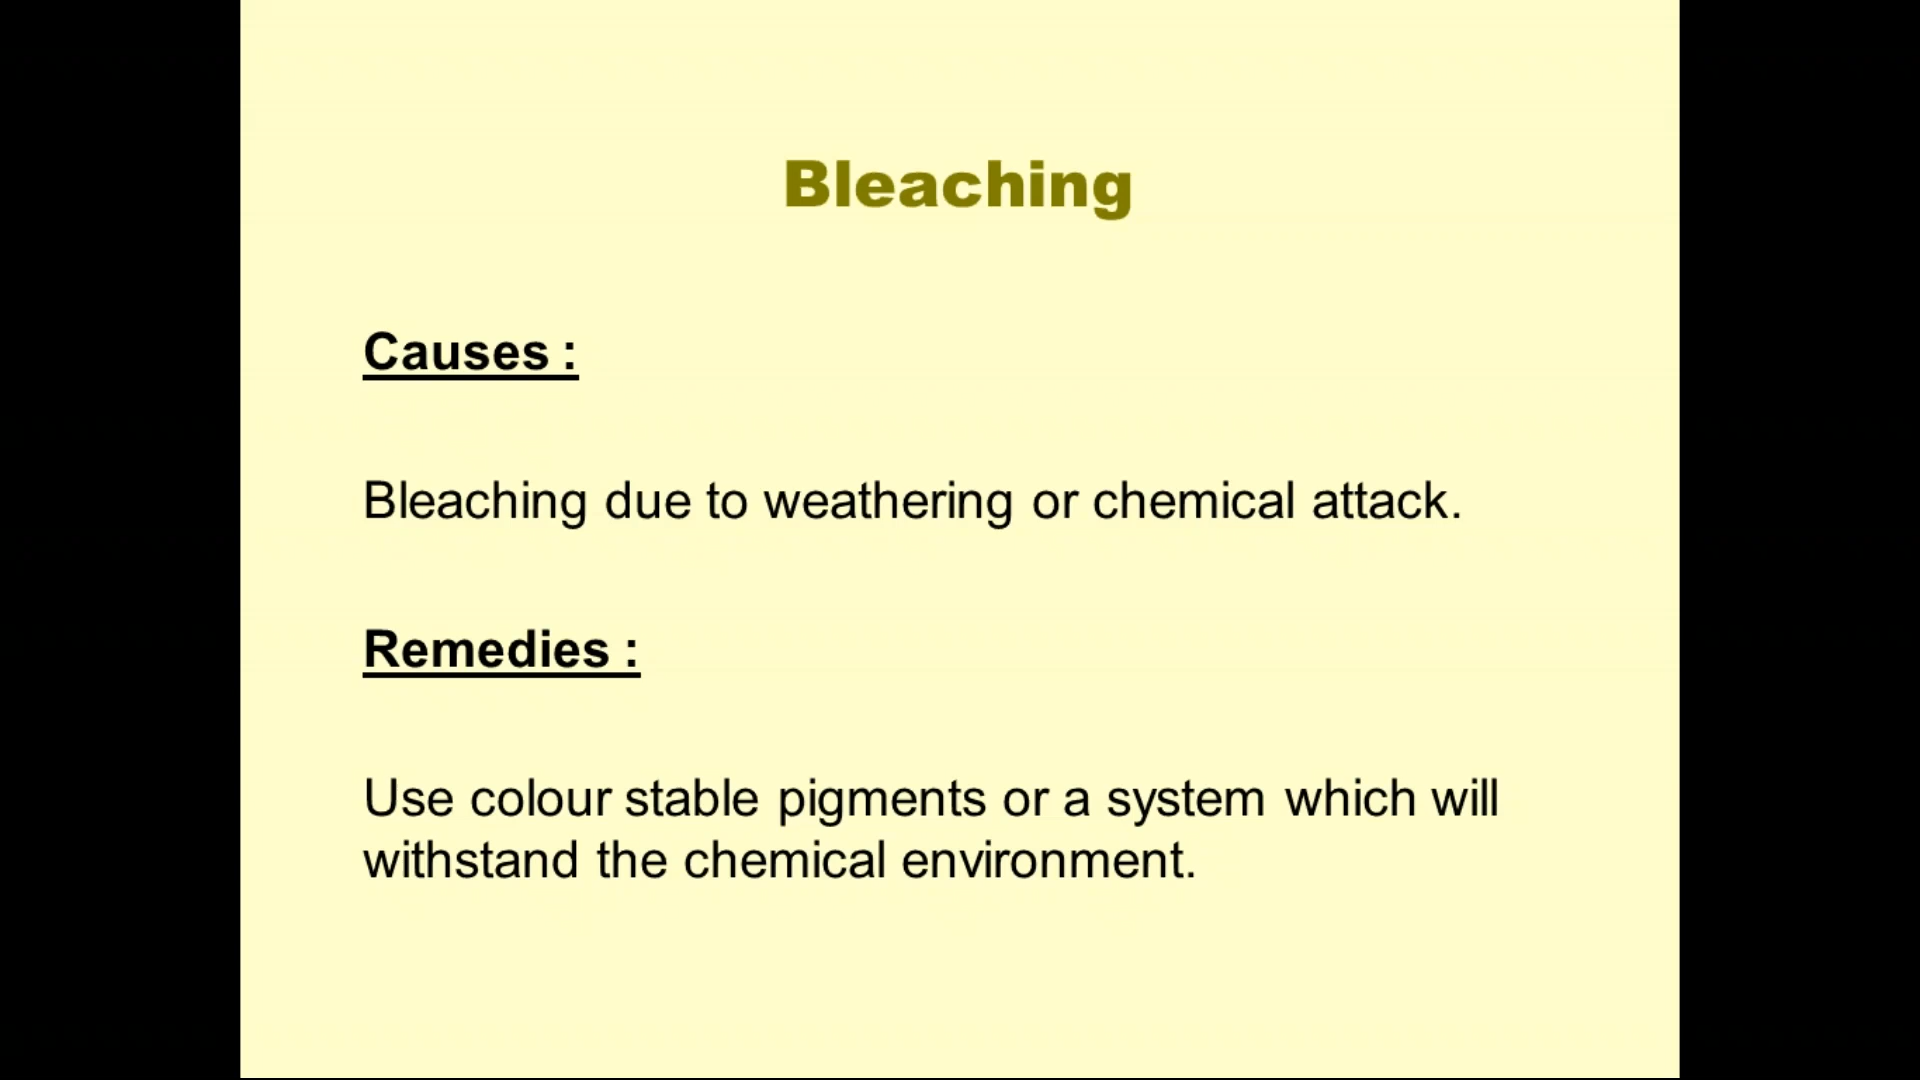 Bleaching
Causes :
Bleaching due to weathering or chemical attack.
Remedies :
Use colour stable pigments or a system which will
withstand the chemical environment.